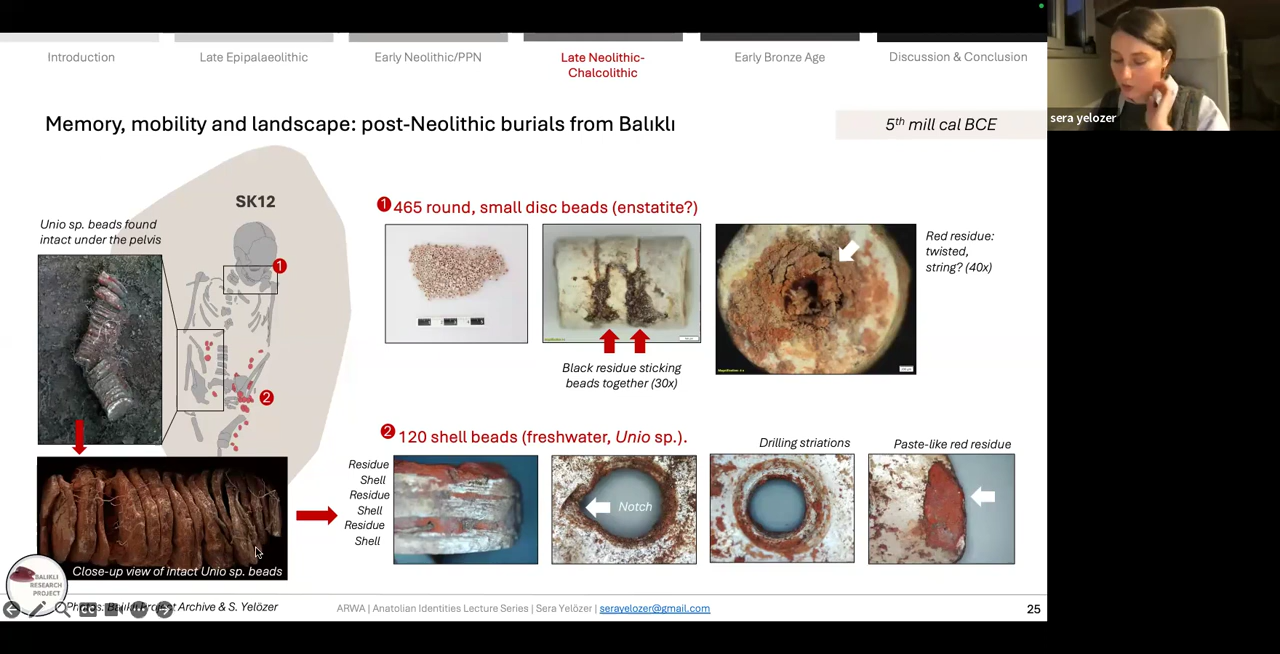 Introduction
Late Epipalaeolithic
Early Neolithic/PPN
Late Neolithic-
Chalcolithic
Early Bronze Age
Discussion & Conclusion
sera yelozer
Memory, mobility and landscape: post-Neolithic burials from Balıklı
5th mill cal BCE
SK12
Unio sp. beads found
intact under the pelvis
1
2
1 465 round, small disc beads (enstatite?)
Red residue:
twisted,
string? (40x)
Black residue sticking
beads together (30x)
2 120 shell beads (freshwater, Unio sp.).
Drilling striations
Paste-like red residue
Residue
Shell
Residue
Shell
Residue
Shell
Notch
Close-up view of intact Unio sp. beads
BALIKLI
RESEARCH
PROJECT
Photos: Balıklı Project Archive & S. Yelözer
ARWA | Anatolian Identities Lecture Series | Sera Yelözer | serayelozer@gmail.com
25